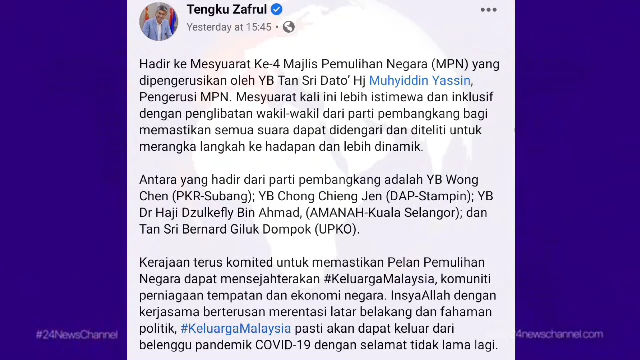 Tengku Zafrul
Yesterday at 15:45 •
Hadir ke Mesyuarat Ke-4 Majlis Pemulihan Negara (MPN) yang
dipengerusikan oleh YB Tan Sri Dato’ Hj Muhyiddin Yassin,
Pengerusi MPN. Mesyuarat kali ini lebih istimewa dan inklusif
dengan penglibatan wakil-wakil dari parti pembangkang bagi
memastikan semua suara dapat didengari dan diteliti untuk
merangka langkah ke hadapan dan lebih dinamik.
Antara yang hadir dari parti pembangkang adalah YB Wong
Chen (PKR-Subang); YB Chong Chieng Jen (DAP-Stampin); YB
Dr Haji Dzulkefly Bin Ahmad, (AMANAH-Kuala Selangor); dan
Tan Sri Bernard Giluk Dompok (UPKO).
Kerajaan terus komited untuk memastikan Pelan Pemulihan
Negara dapat mensejahterakan #KeluargaMalaysia, komuniti
perniagaan tempatan dan ekonomi negara. InsyaAllah dengan
kerjasama berterusan merentasi latar belakang dan fahaman
politik, #KeluargaMalaysia pasti akan dapat keluar dari
belenggu pandemik COVID-19 dengan selamat tidak lama lagi.
#24NewsChannel
#24NewsChannel.com